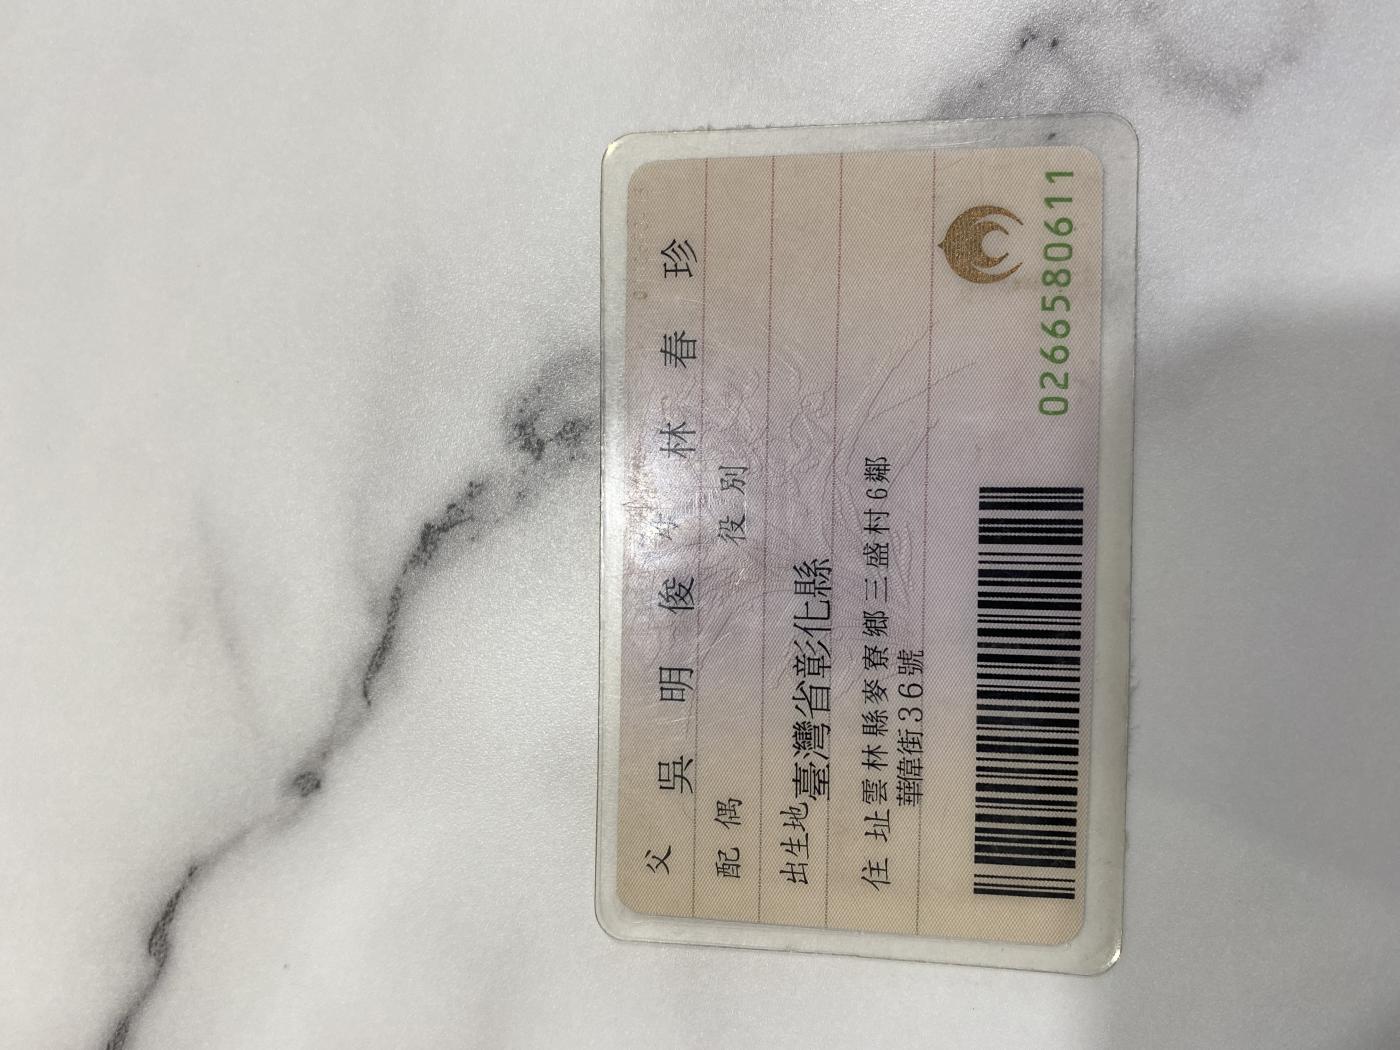 父 吳明俊 母 林春珍
配偶 役別
出生地 臺灣省彰化縣
住址 雲林縣麥寮鄉三盛村6鄰
華偉街36號
0266580611